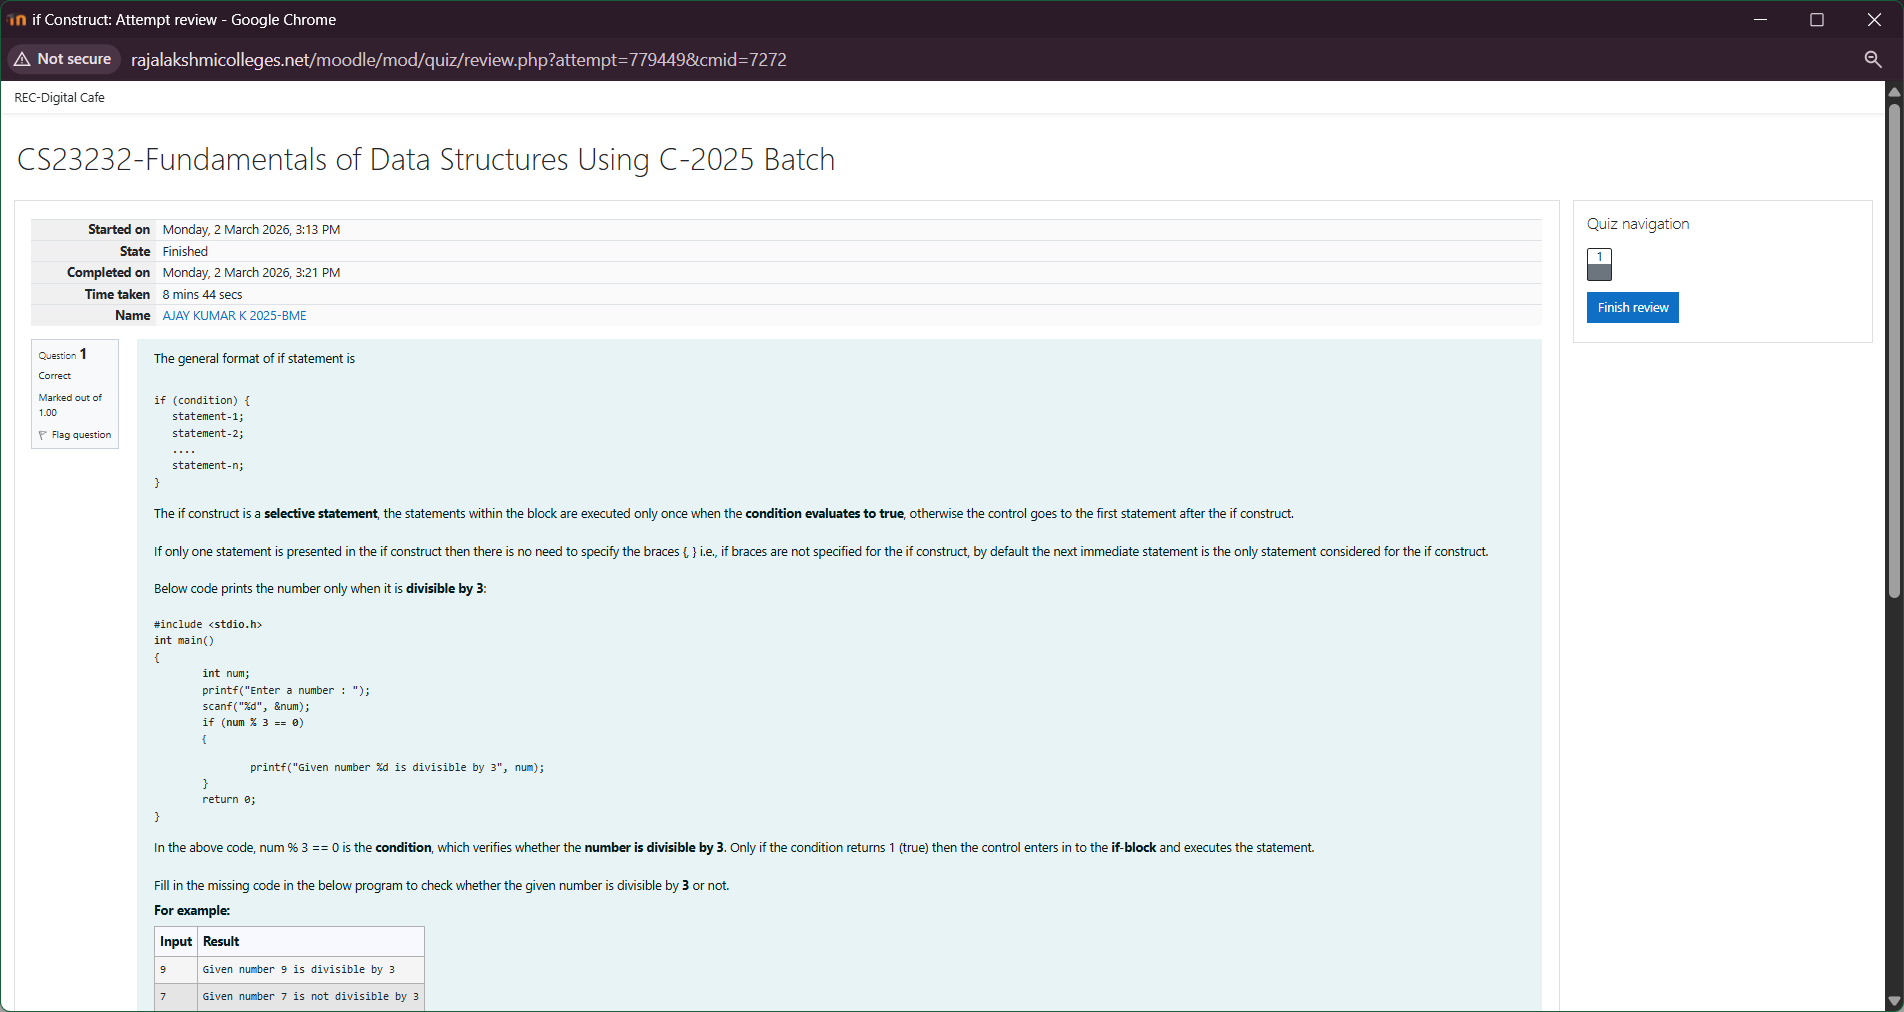 if Construct: Attempt review - Google Chrome
Not secure
rajalakshmicolleges.net/moodle/mod/quiz/review.php?attempt=779449&cmid=7272
REC-Digital Cafe
CS23232-Fundamentals of Data Structures Using C-2025 Batch
Started on Monday, 2 March 2026, 3:13 PM
State Finished
Completed on Monday, 2 March 2026, 3:21 PM
Time taken 8 mins 44 secs
Name AJAY KUMAR K 2025-BME
Quiz navigation
1
Finish review
Question 1
Correct
Marked out of
1.00
Flag question
The general format of if statement is
if (condition) {
statement-1;
statement-2;
....
statement-n;
}
The if construct is a selective statement, the statements within the block are executed only once when the condition evaluates to true, otherwise the control goes to the first statement after the if construct.
If only one statement is presented in the if construct then there is no need to specify the braces {, } i.e., if braces are not specified for the if construct, by default the next immediate statement is the only statement considered for the if construct.
Below code prints the number only when it is divisible by 3:
#include <stdio.h>
int main()
{
int num;
printf("Enter a number : ");
scanf("%d", &num);
if (num % 3 == 0)
{
printf("Given number %d is divisible by 3", num);
}
return 0;
}
In the above code, num % 3 == 0 is the condition, which verifies whether the number is divisible by 3. Only if the condition returns 1 (true) then the control enters in to the if-block and executes the statement.
Fill in the missing code in the below program to check whether the given number is divisible by 3 or not.
For example:
Input Result
9 Given number 9 is divisible by 3
7 Given number 7 is not divisible by 3